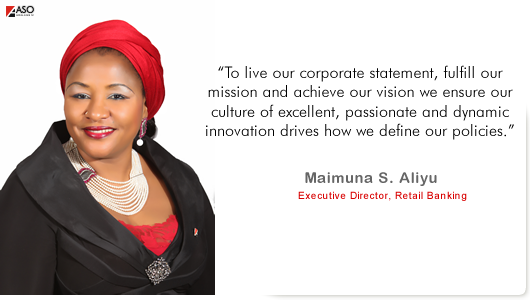 ASO
“To live our corporate statement, fulfill our
mission and achieve our vision we ensure our
culture of excellent, passionate and dynamic
innovation drives how we define our policies.”
Maimuna S. Aliyu
Executive Director, Retail Banking